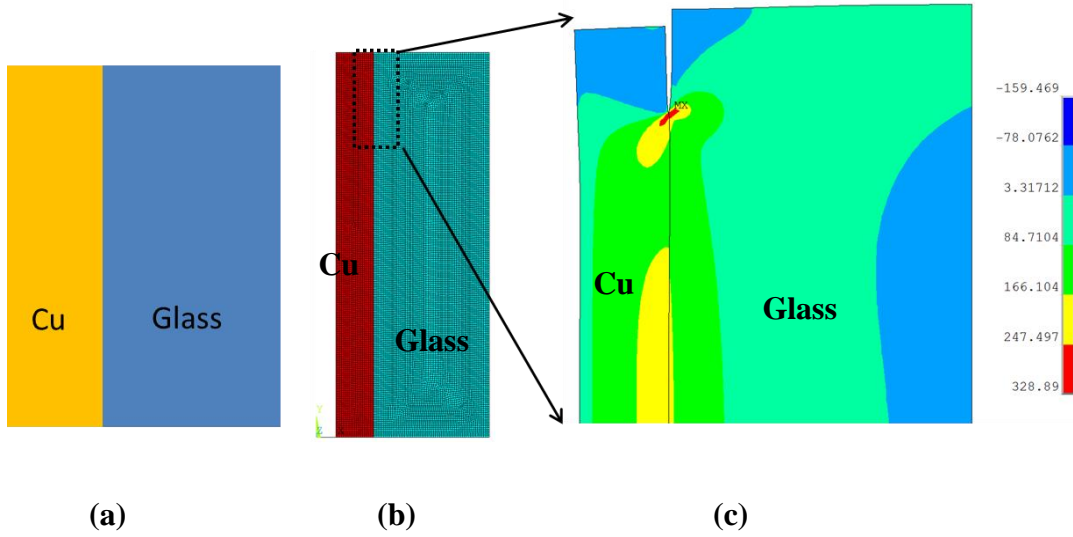 Cu
Glass
Cu
Glass
Y
Z
MX
Cu
Glass
-159.469
-78.0762
3.31712
84.7104
166.104
247.497
328.89
(a)
(b)
(c)